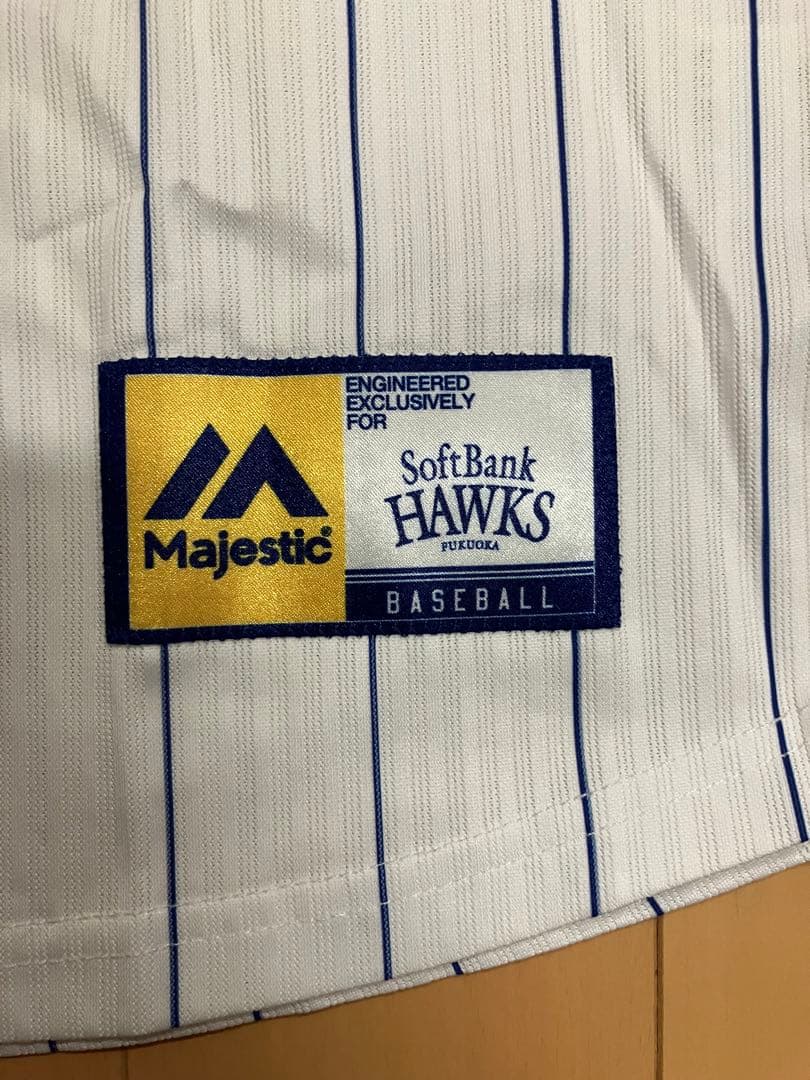 ENGINEERED
EXCLUSIVELY
FOR
Majestic
SoftBank
HAWKS
FUKUOKA
BASEBALL